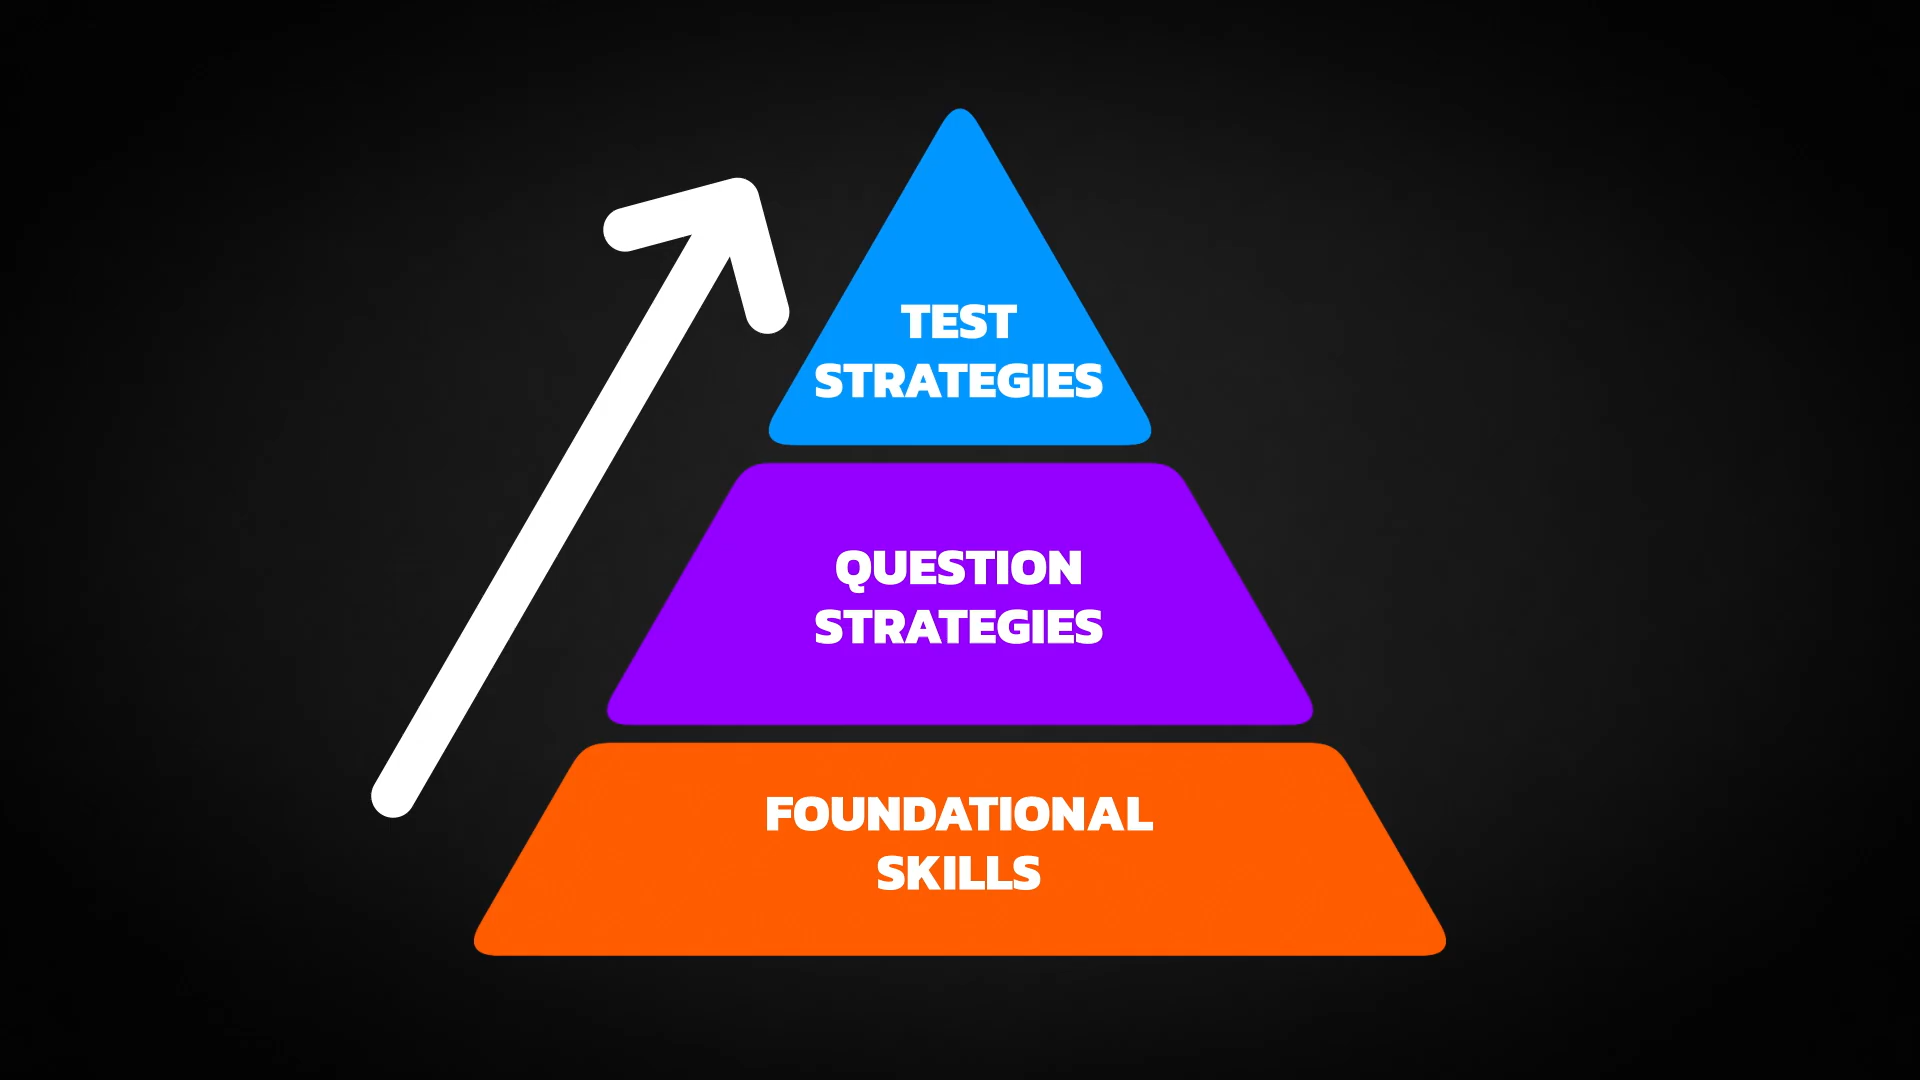 TEST
STRATEGIES
QUESTION
STRATEGIES
FOUNDATIONAL
SKILLS